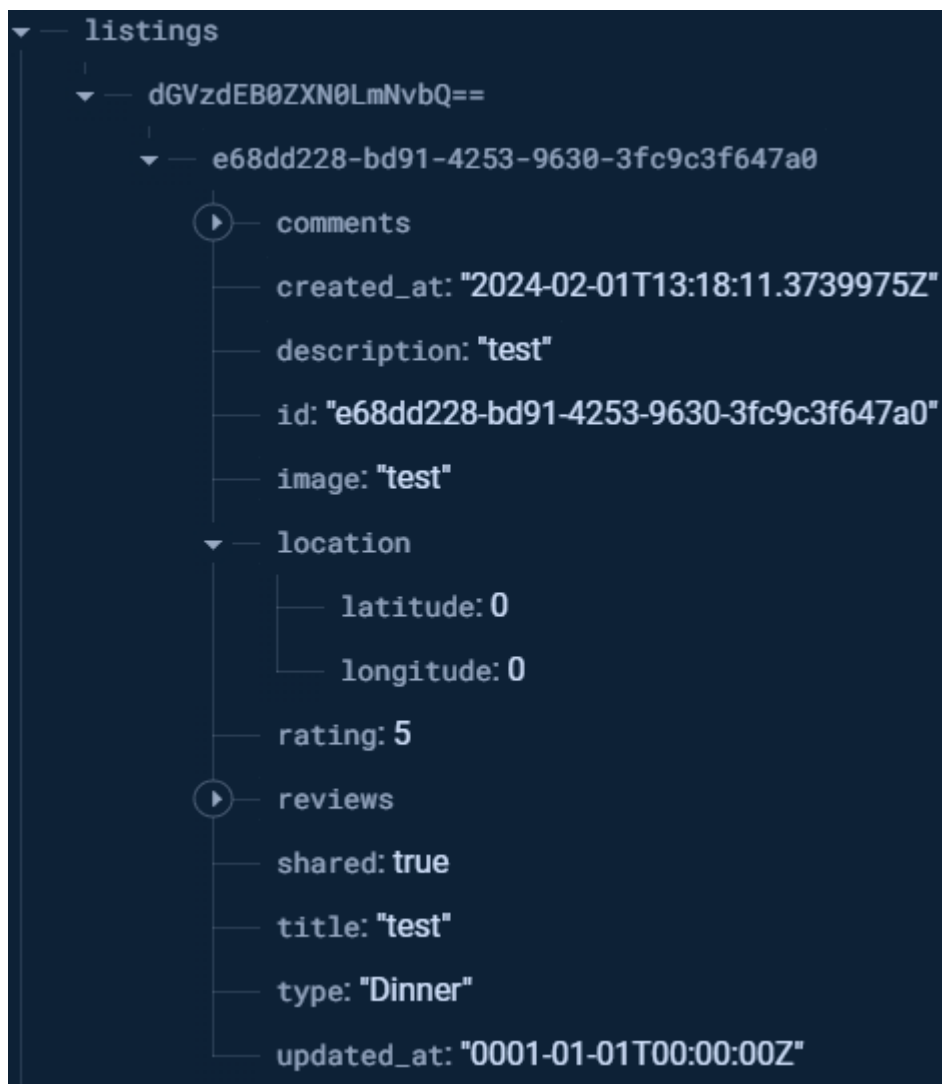 listings
dGVzdEB0ZXN0LmNvbQ==
e68dd228-bd91-4253-9630-3fc9c3f647a0
comments
created_at: "2024-02-01T13:18:11.3739975Z"
description: "test"
id: "e68dd228-bd91-4253-9630-3fc9c3f647a0"
image: "test"
location
latitude: 0
longitude: 0
rating: 5
reviews
shared: true
title: "test"
type: "Dinner"
updated_at: "0001-01-01T00:00:00Z"